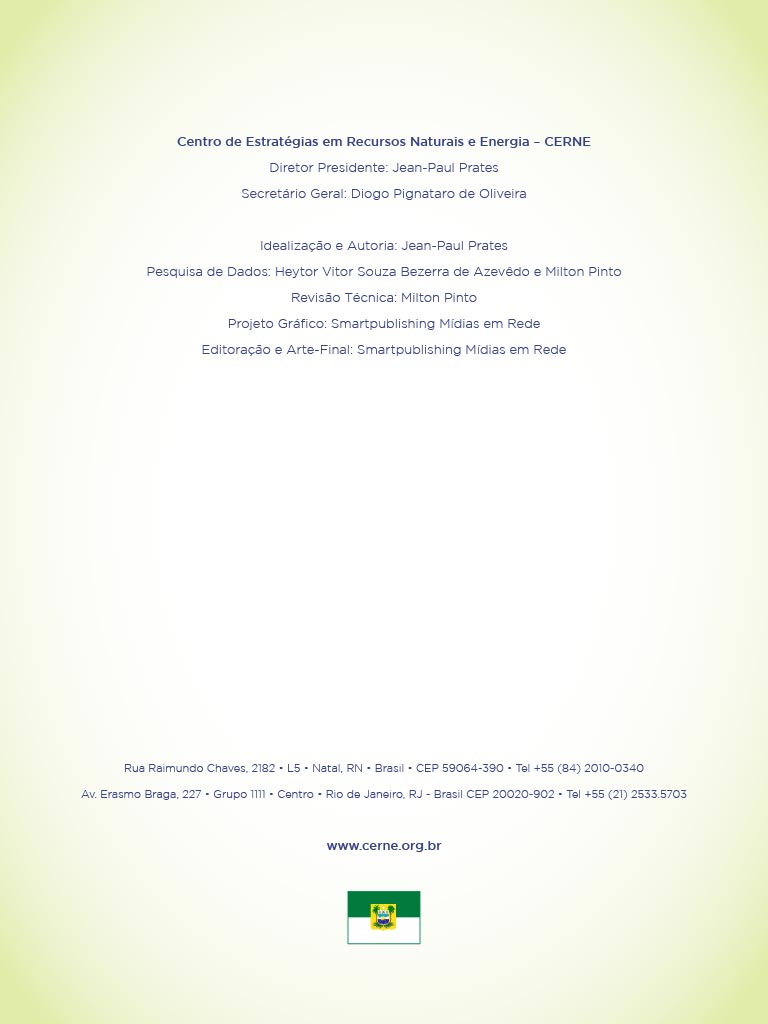 Centro de Estratégias em Recursos Naturais e Energia – CERNE
Diretor Presidente: Jean-Paul Prates
Secretário Geral: Diogo Pignataro de Oliveira
Idealização e Autoria: Jean-Paul Prates
Pesquisa de Dados: Heytor Vitor Souza Bezerra de Azevêdo e Milton Pinto
Revisão Técnica: Milton Pinto
Projeto Gráfico: Smartpublishing Mídias em Rede
Editoração e Arte-Final: Smartpublishing Mídias em Rede
Rua Raimundo Chaves, 2182 • L5 • Natal, RN • Brasil • CEP 59064-390 • Tel +55 (84) 2010-0340
Av. Erasmo Braga, 227 • Grupo 1111 • Centro • Rio de Janeiro, RJ - Brasil CEP 20020-902 • Tel +55 (21) 2533.5703
www.cerne.org.br